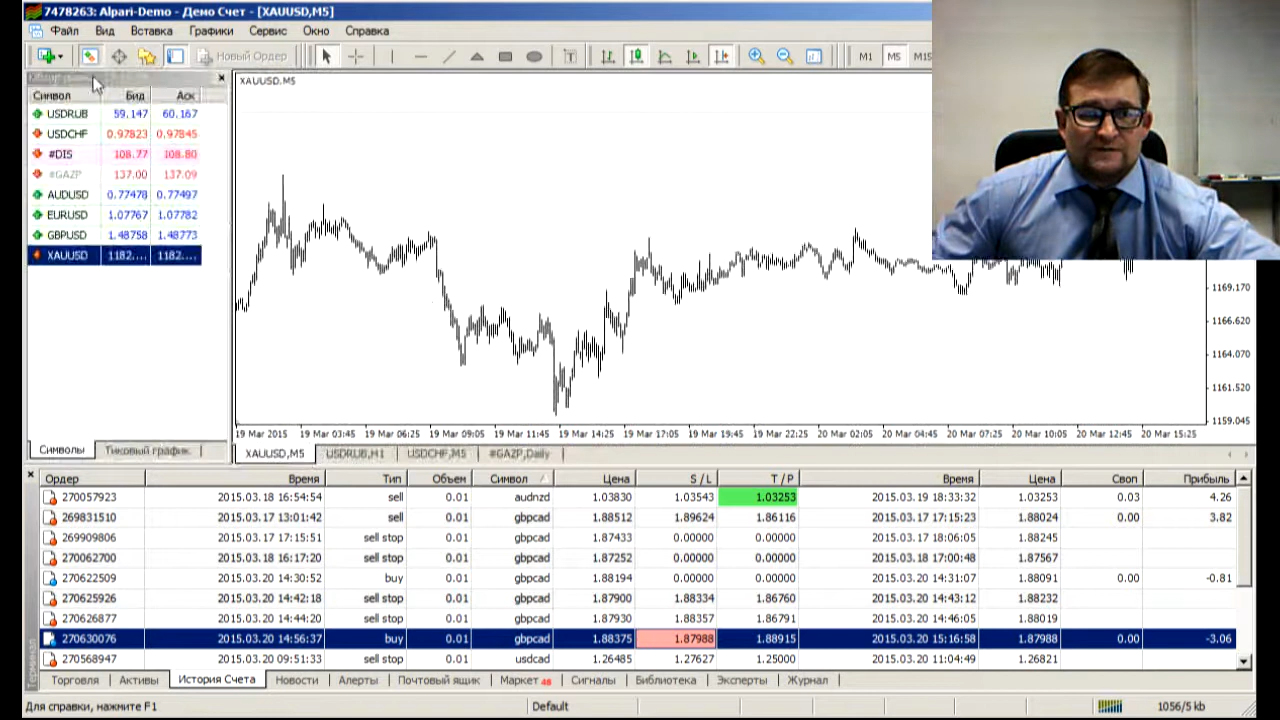 7478263: Alpari-Demo - Демо Счет - [XAUUSD,M5]
Файл Вид Вставка Графики Сервис Окно Справка
Новый Ордер M1 M5 M15
Символ Бид Аск
USDRUB 59.147 60.167
USDCHF 0.97823 0.97845
#DIS 108.77 108.80
#GAZP 137.00 137.09
AUDUSD 0.77478 0.77497
EURUSD 1.07767 1.07782
GBPUSD 1.48758 1.48773
XAUUSD 1182.... 1182....
Символы Тиковый график
XAUUSD,M5
1169.170
1166.620
1164.070
1161.520
1159.045
19 Mar 2015 19 Mar 03:45 19 Mar 06:25 19 Mar 09:05 19 Mar 11:45 19 Mar 14:25 19 Mar 17:05 19 Mar 19:45 19 Mar 22:25 20 Mar 02:05 20 Mar 04:45 20 Mar 07:25 20 Mar 10:05 20 Mar 12:45 20 Mar 15:25
XAUUSD,M5 USDRUB,H1 USDCHF,M5 #GAZP,Daily
Ордер Время Тип Объем Символ Цена S / L T / P Время Цена Своп Прибыль
270057923 2015.03.18 16:54:54 sell 0.01 audnzd 1.03830 1.03543 1.03253 2015.03.19 18:33:32 1.03253 0.03 4.26
269831510 2015.03.17 13:01:42 sell 0.01 gbpcad 1.88512 1.89624 1.86116 2015.03.17 17:15:23 1.88024 0.00 3.82
269909806 2015.03.17 17:15:51 sell stop 0.01 gbpcad 1.87433 0.00000 0.00000 2015.03.17 18:06:05 1.88245
270062700 2015.03.18 16:17:20 sell stop 0.01 gbpcad 1.87252 0.00000 0.00000 2015.03.18 17:00:48 1.87567
270622509 2015.03.20 14:30:52 buy 0.01 gbpcad 1.88194 0.00000 0.00000 2015.03.20 14:31:07 1.88091 0.00 -0.81
270625926 2015.03.20 14:42:18 sell stop 0.01 gbpcad 1.87900 1.88334 1.86760 2015.03.20 14:43:12 1.88232
270626877 2015.03.20 14:44:20 sell stop 0.01 gbpcad 1.87930 1.88357 1.86791 2015.03.20 14:46:05 1.88019
270630076 2015.03.20 14:56:37 buy 0.01 gbpcad 1.88375 1.87988 1.88915 2015.03.20 15:16:58 1.87988 0.00 -3.06
270568947 2015.03.20 09:51:33 sell stop 0.01 usdcad 1.26485 1.27627 1.25000 2015.03.20 11:04:49 1.26821
Терминал
Торговля Активы История Счета Новости Алерты Почтовый ящик Маркет 48 Сигналы Библиотека Эксперты Журнал
Для справки, нажмите F1 Default 1056/5 kb